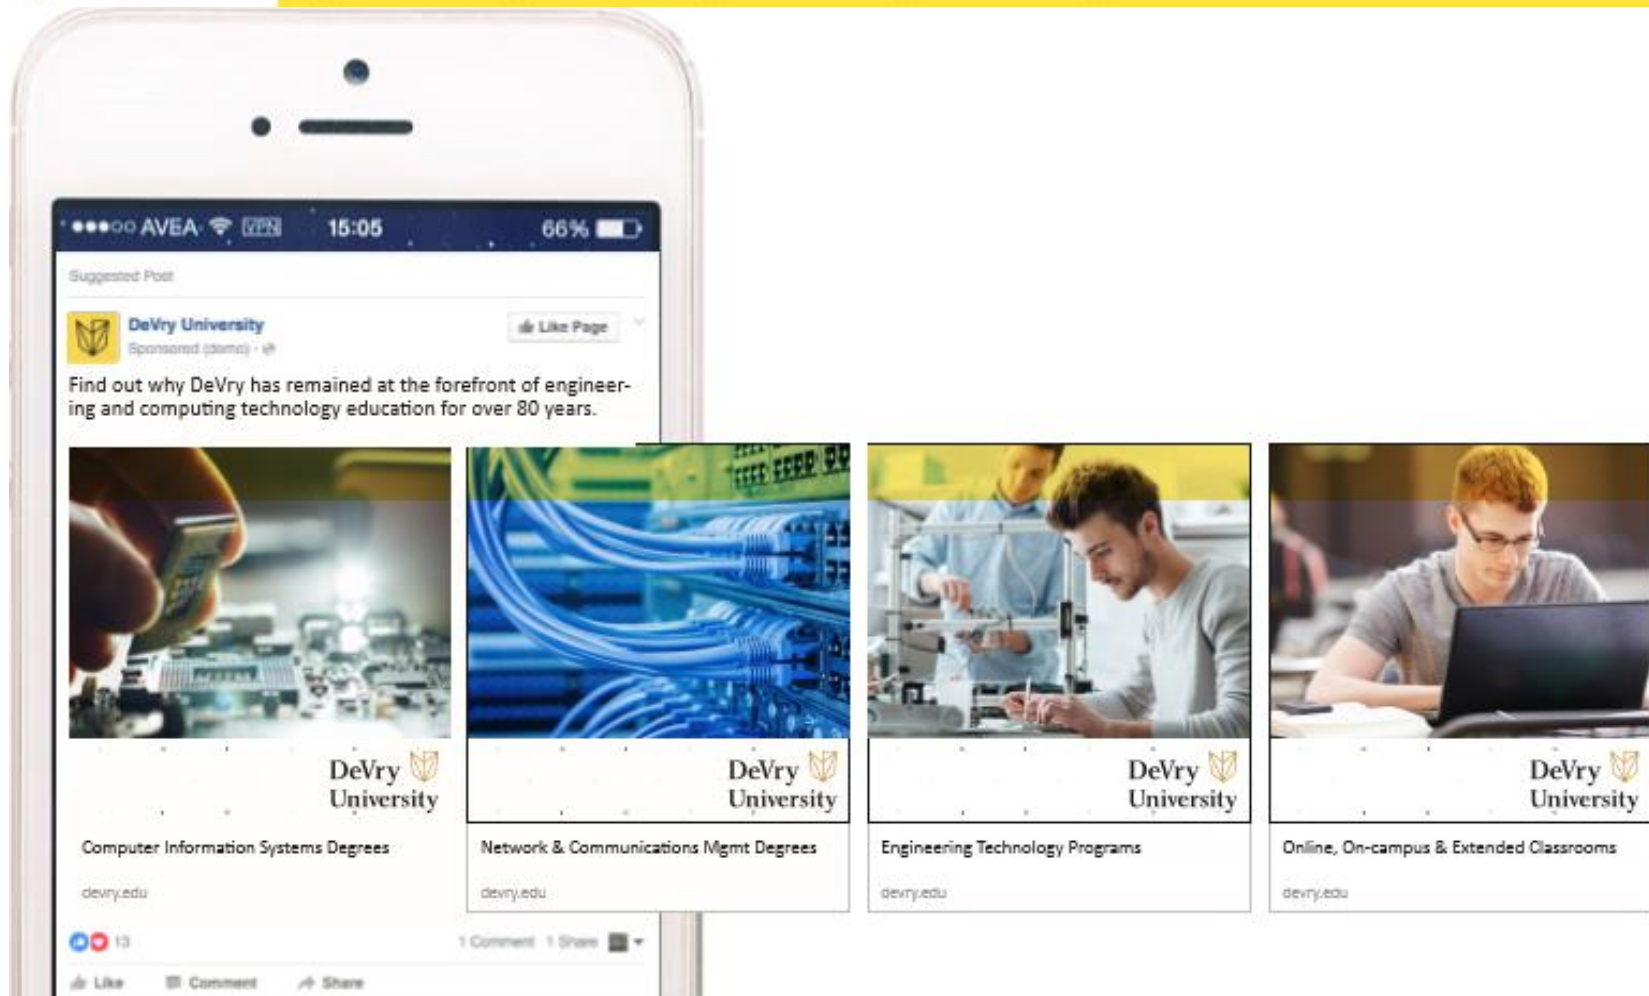 ●●●○○ AVEA VPN 15:05 66%
Suggested Post
DeVry University
Like Page
Sponsored (demo) ·
Find out why DeVry has remained at the forefront of engineer-
ing and computing technology education for over 80 years.
DeVry
University
Computer Information Systems Degrees
devry.edu
DeVry
University
Network & Communications Mgmt Degrees
devry.edu
DeVry
University
Engineering Technology Programs
devry.edu
DeVry
University
Online, On-campus & Extended Classrooms
devry.edu
13 1 Comment 1 Share
Like Comment Share